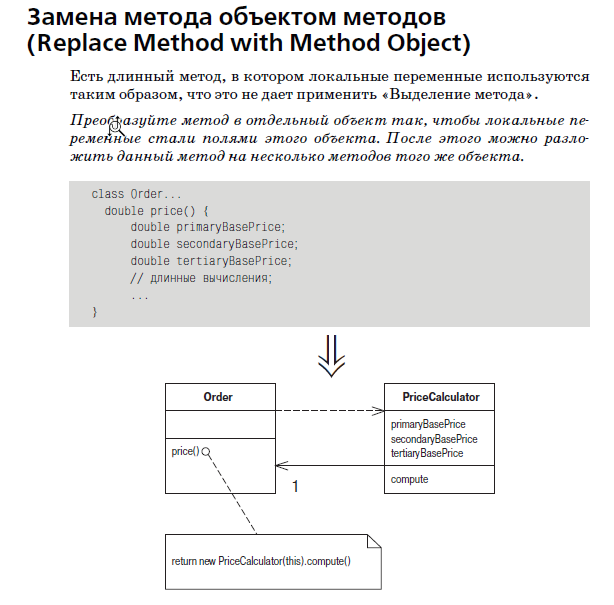 Замена метода объектом методов
(Replace Method with Method Object)
Есть длинный метод, в котором локальные переменные используются
таким образом, что это не дает применить «Выделение метода».
Преобразуйте метод в отдельный объект так, чтобы локальные пе-
ременные стали полями этого объекта. После этого можно разло-
жить данный метод на несколько методов того же объекта.
class Order...
double price() {
double primaryBasePrice;
double secondaryBasePrice;
double tertiaryBasePrice;
// длинные вычисления;
...
}
Order
price()
PriceCalculator
primaryBasePrice
secondaryBasePrice
tertiaryBasePrice
compute
1
return new PriceCalculator(this).compute()